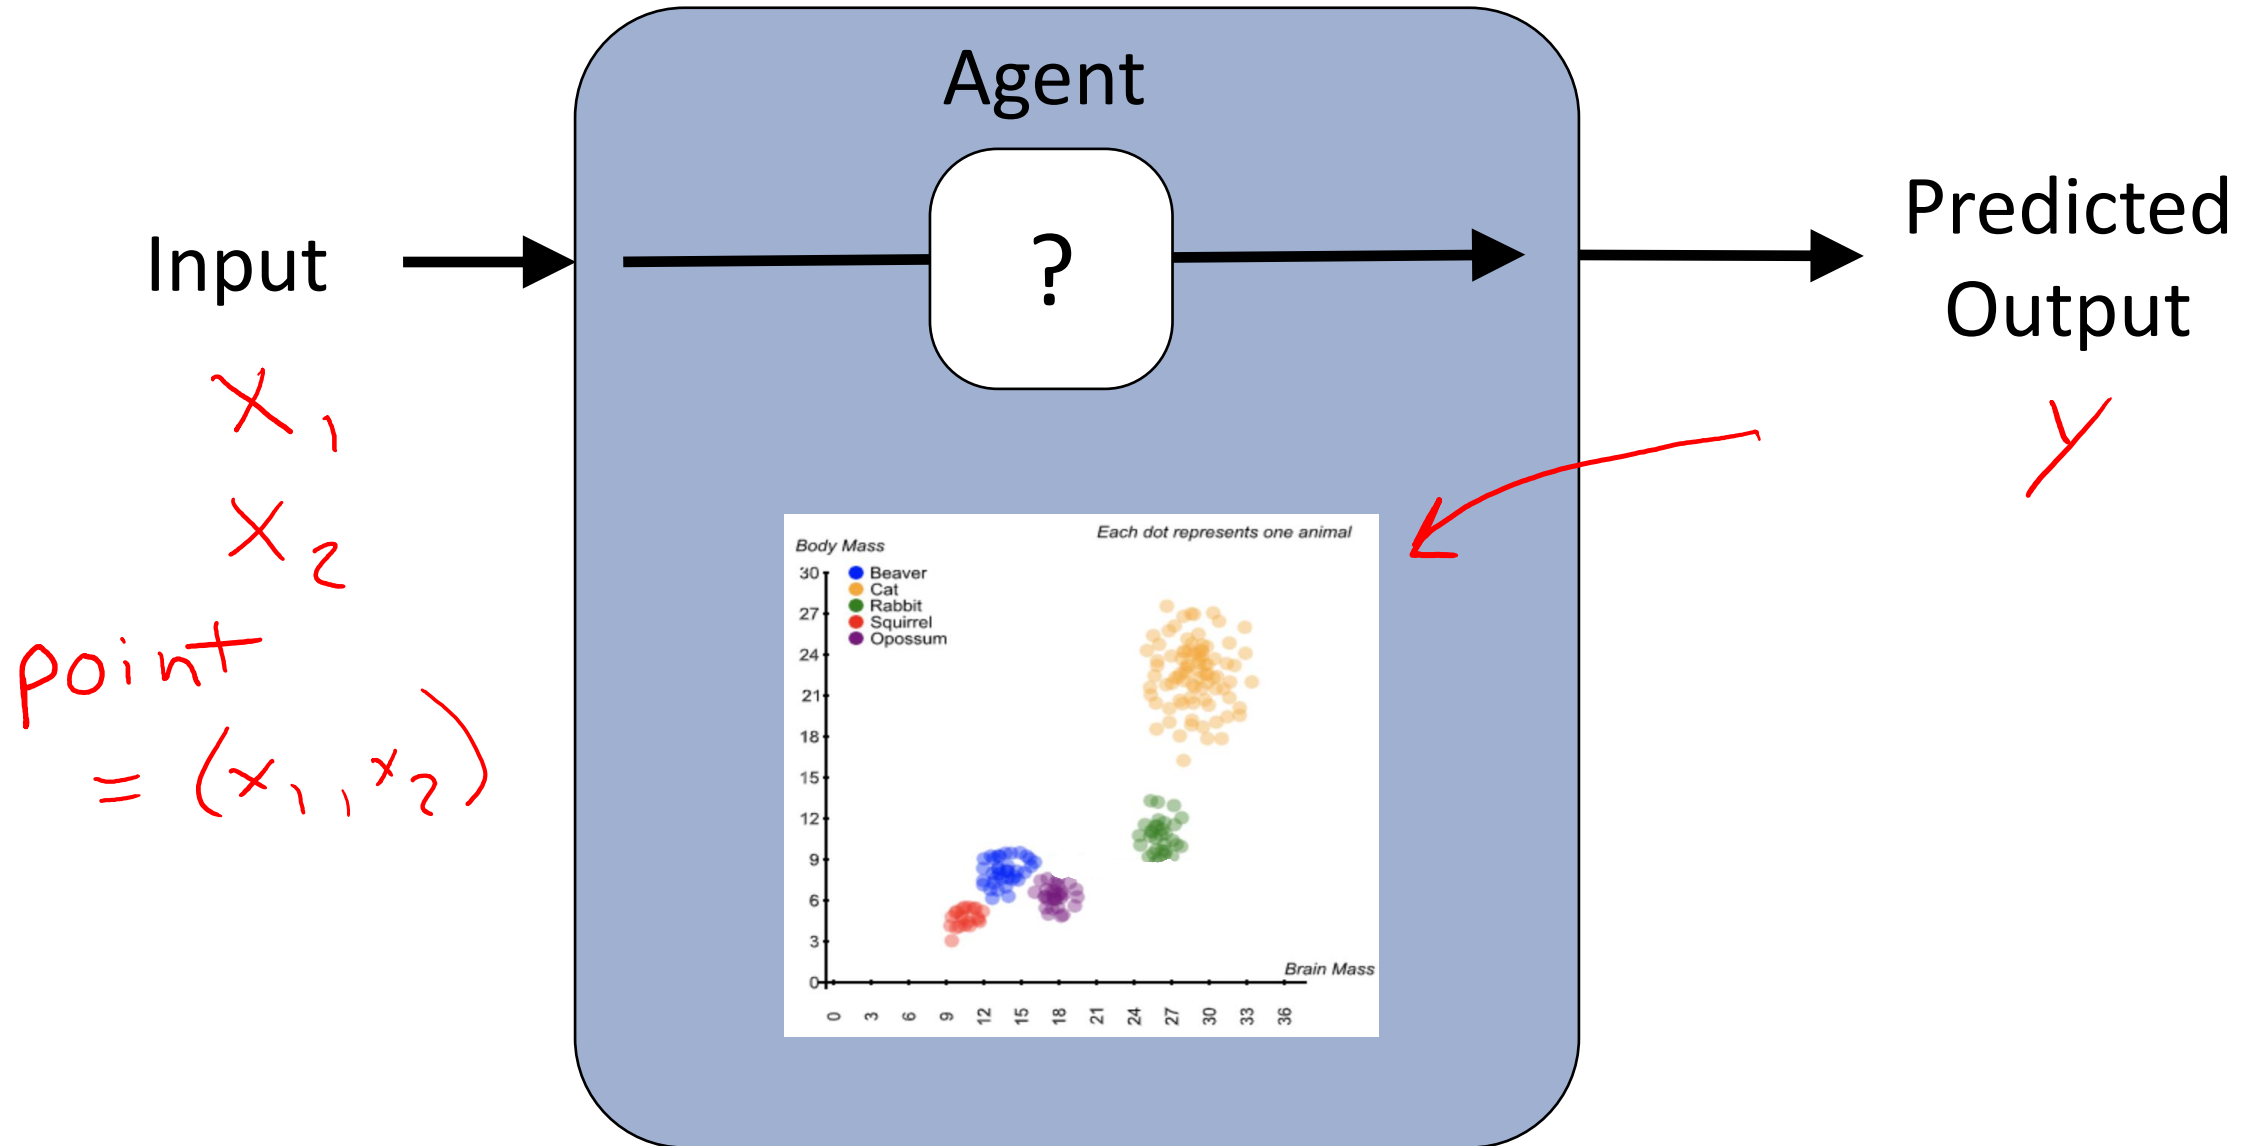 Agent
Input
?
Predicted
Output
x1
x2
point
= (x1, x2)
y
Each dot represents one animal
Body Mass
30
27
24
21
18
15
12
9
6
3
0
Beaver
Cat
Rabbit
Squirrel
Opossum
Brain Mass
0 3 6 9 12 15 18 21 24 27 30 33 36